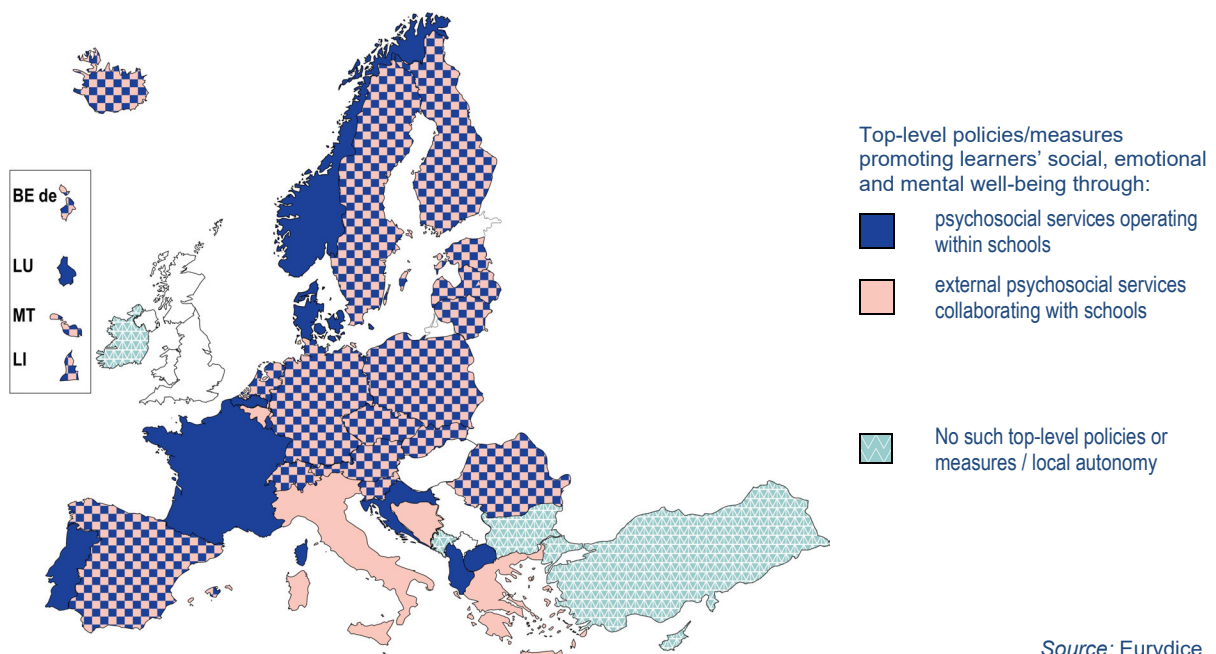 BE de
LU
MT
LI
Top-level policies/measures
promoting learners’ social, emotional
and mental well-being through:
psychosocial services operating
within schools
external psychosocial services
collaborating with schools
No such top-level policies or
measures / local autonomy
Source: Eurydice